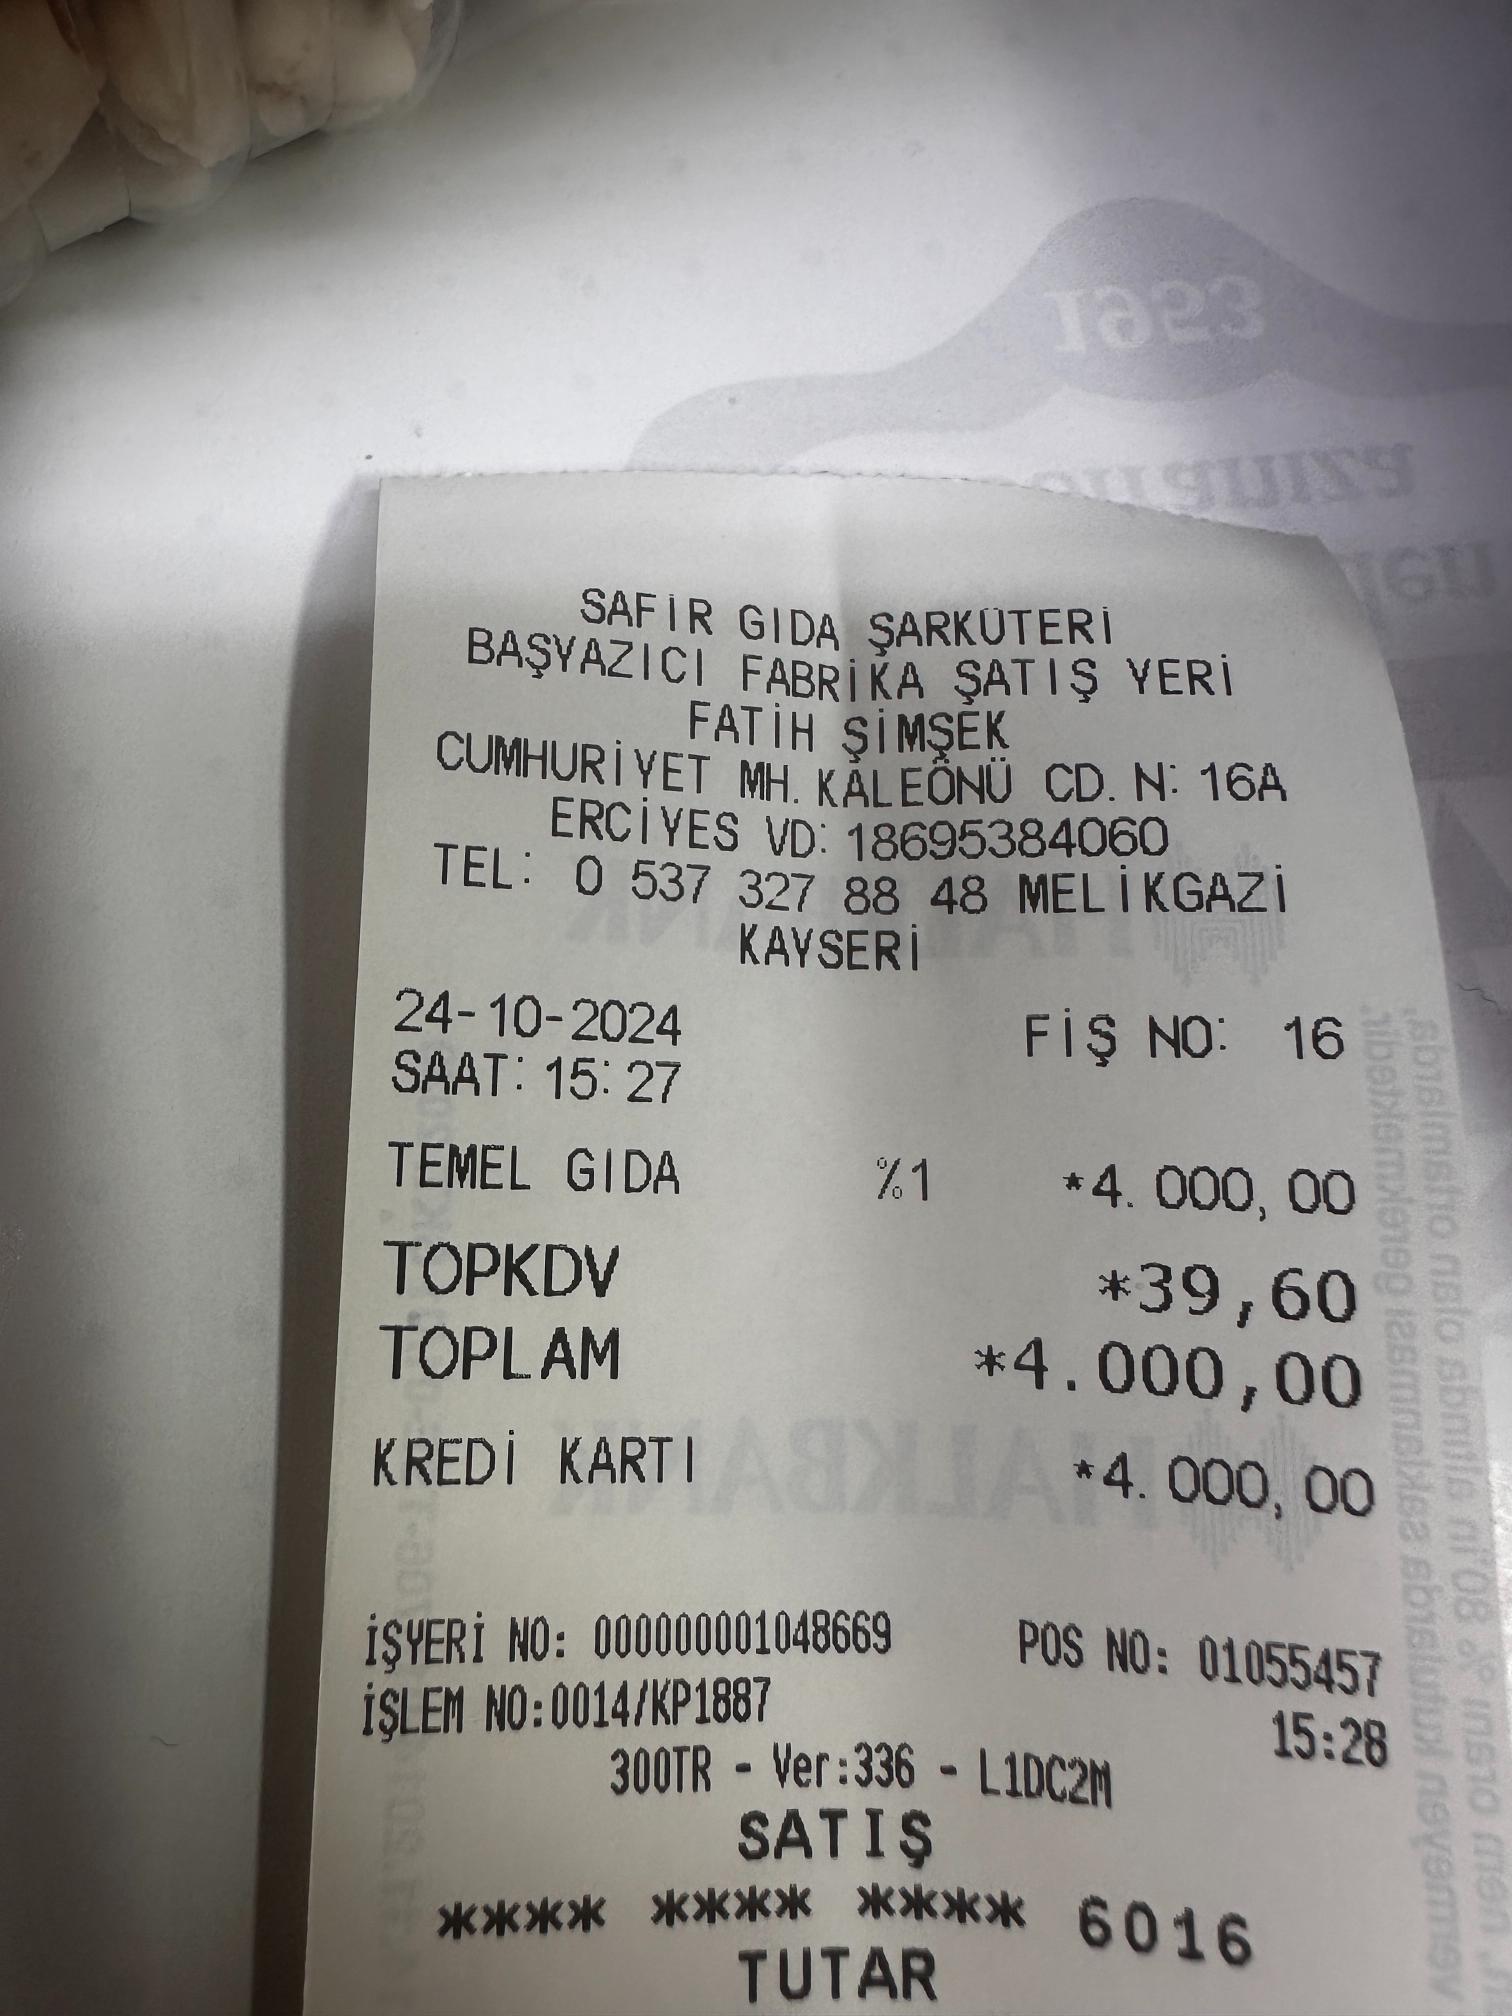 1953
SAFİR GIDA ŞARKÜTERİ
BAŞYAZICI FABRİKA ŞATIŞ YERİ
FATİH ŞİMŞEK
CUMHURİYET MH. KALEÖNÜ CD. N: 16A
ERCİYES VD: 18695384060
TEL: 0 537 327 88 48 MELİKGAZİ
KAYSERİ
24-10-2024 FİŞ NO: 16
SAAT: 15:27
TEMEL GIDA %1 *4.000,00
TOPKDV *39,60
TOPLAM *4.000,00
KREDİ KARTI *4.000,00
HALKBANK
İŞYERİ NO: 000000001048669 POS NO: 01055457
İŞLEM NO:0014/KP1887 15:28
300TR - Ver:336 - L1DC2M
SATIŞ
**** **** **** 6016
TUTAR